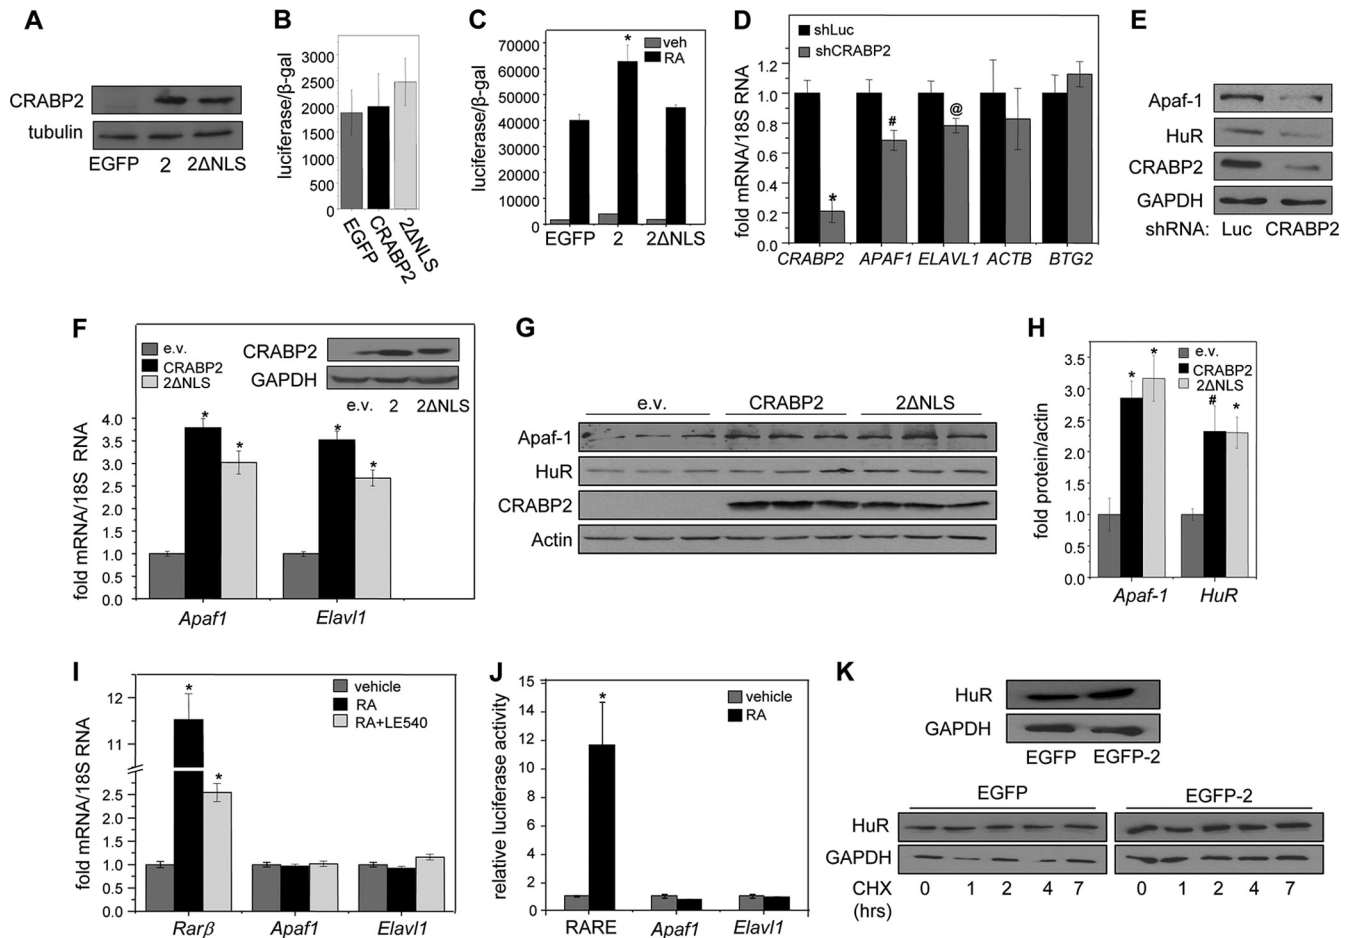 A
CRABP2
tubulin
EGFP 2 2ΔNLS
B
luciferase/β-gal
3000
2500
2000
1500
1000
500
0
EGFP
CRABP2
2ΔNLS
C
luciferase/β-gal
70000
60000
50000
40000
30000
20000
10000
0
veh
RA
*
EGFP 2 2ΔNLS
D
fold mRNA/18S RNA
1.2
1.0
0.8
0.6
0.4
0.2
0.0
shLuc
shCRABP2
* # @
CRABP2 APAF1 ELAVL1 ACTB BTG2
E
Apaf-1
HuR
CRABP2
GAPDH
shRNA: Luc CRABP2
F
e.v.
CRABP2
2ΔNLS
CRABP2
GAPDH
e.v. 2 2ΔNLS
fold mRNA/18S RNA
4.0
3.5
3.0
2.5
2.0
1.5
1.0
0.5
0.0
* * * *
Apaf1 Elavl1
G
e.v. CRABP2 2ΔNLS
Apaf-1
HuR
CRABP2
Actin
H
fold protein/actin
3.5
3.0
2.5
2.0
1.5
1.0
0.5
0.0
e.v.
CRABP2
2ΔNLS
* * # *
Apaf-1 HuR
I
fold mRNA/18S RNA
12
11
2.5
2.0
1.5
1.0
0.5
0.0
vehicle
RA
RA+LE540
* *
Rarβ Apaf1 Elavl1
J
relative luciferase activity
15
14
12
10
8
6
4
2
0
vehicle
RA
*
RARE Apaf1 Elavl1
K
HuR
GAPDH
EGFP EGFP-2
EGFP EGFP-2
HuR
GAPDH
CHX 0 1 2 4 7 0 1 2 4 7
(hrs)